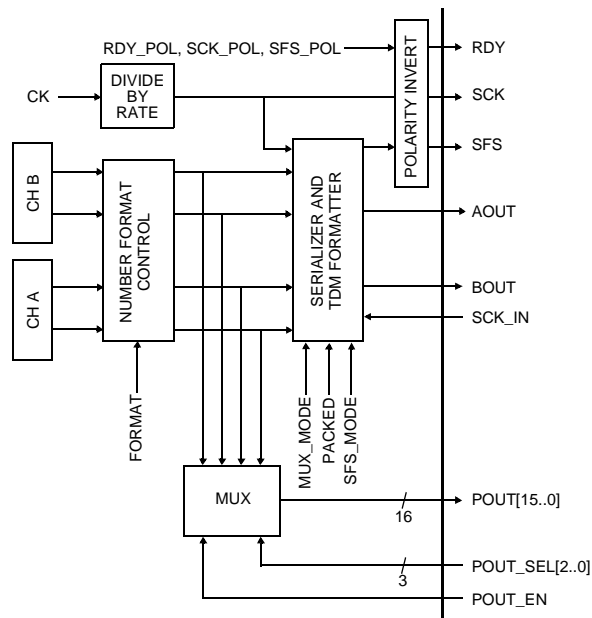 RDY_POL, SCK_POL, SFS_POL
RDY
CK
DIVIDE
BY
RATE
SCK
POLARITY INVERT
SFS
CH B
CH A
NUMBER FORMAT
CONTROL
SERIALIZER AND
TDM FORMATTER
AOUT
BOUT
SCK_IN
FORMAT
MUX_MODE
PACKED
SFS_MODE
MUX
16
POUT[15..0]
3
POUT_SEL[2..0]
POUT_EN